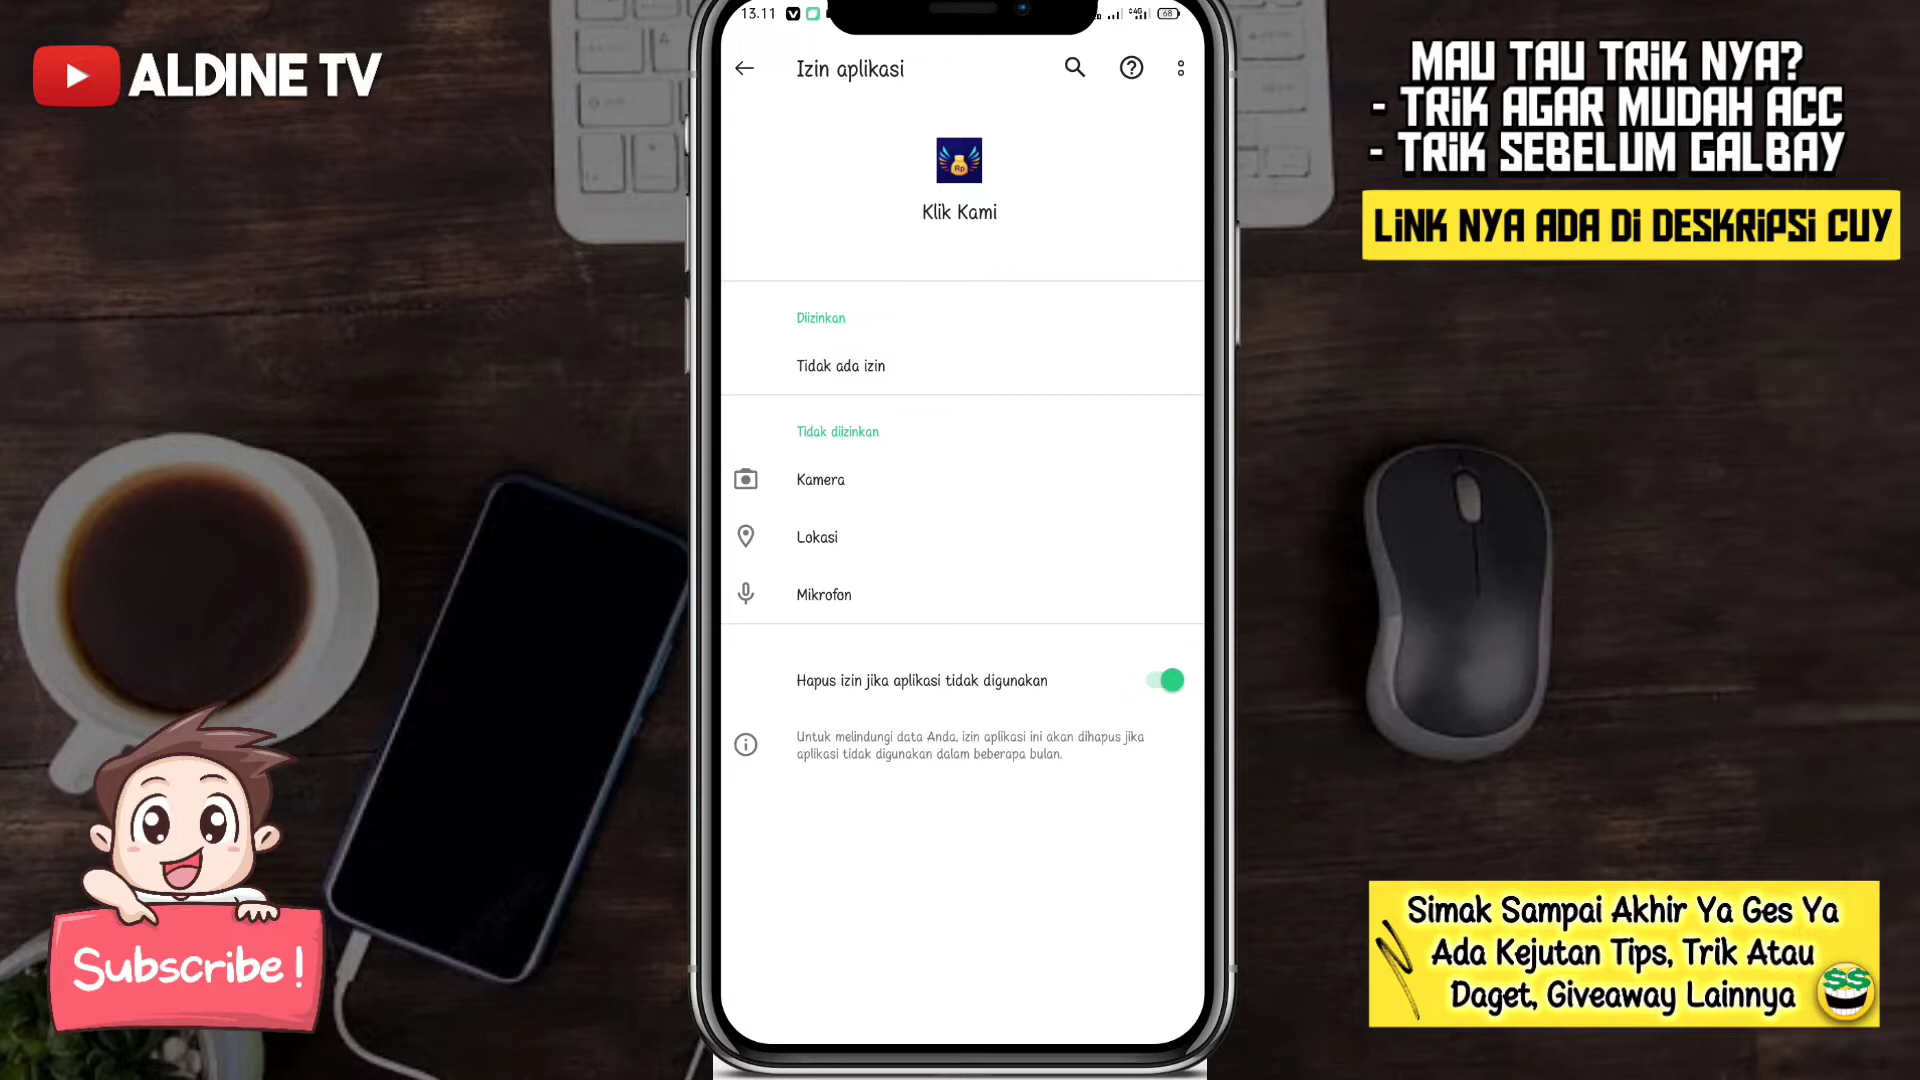 ALDINE TV
13.11
68
Izin aplikasi
Rp
Klik Kami
Diizinkan
Tidak ada izin
Tidak diizinkan
Kamera
Lokasi
Mikrofon
Hapus izin jika aplikasi tidak digunakan
Untuk melindungi data Anda, izin aplikasi ini akan dihapus jika
aplikasi tidak digunakan dalam beberapa bulan.
MAU TAU TRiK NYA?
- TRiK AGAR MUDAH ACC
- TRiK SEBELUM GALBAY
LiNK NYA ADA Di DESKRiPSi CUY
Subscribe !
Simak Sampai Akhir Ya Ges Ya
Ada Kejutan Tips, Trik Atau
Daget, Giveaway Lainnya
$$